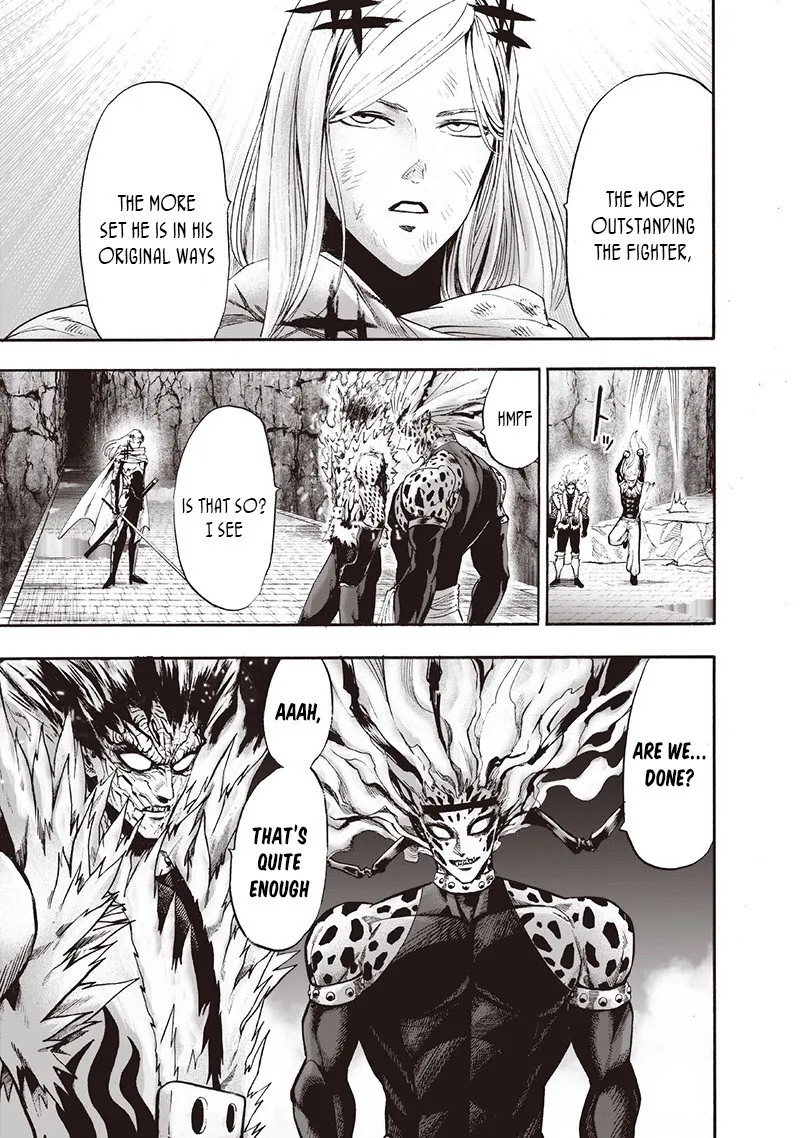 THE MORE
OUTSTANDING
THE FIGHTER,
THE MORE
SET HE IS IN HIS
ORIGINAL WAYS
トッ
HMPF
IS THAT SO?
I SEE
ARE WE...
DONE?
AAAH,
THAT'S
QUITE
ENOUGH